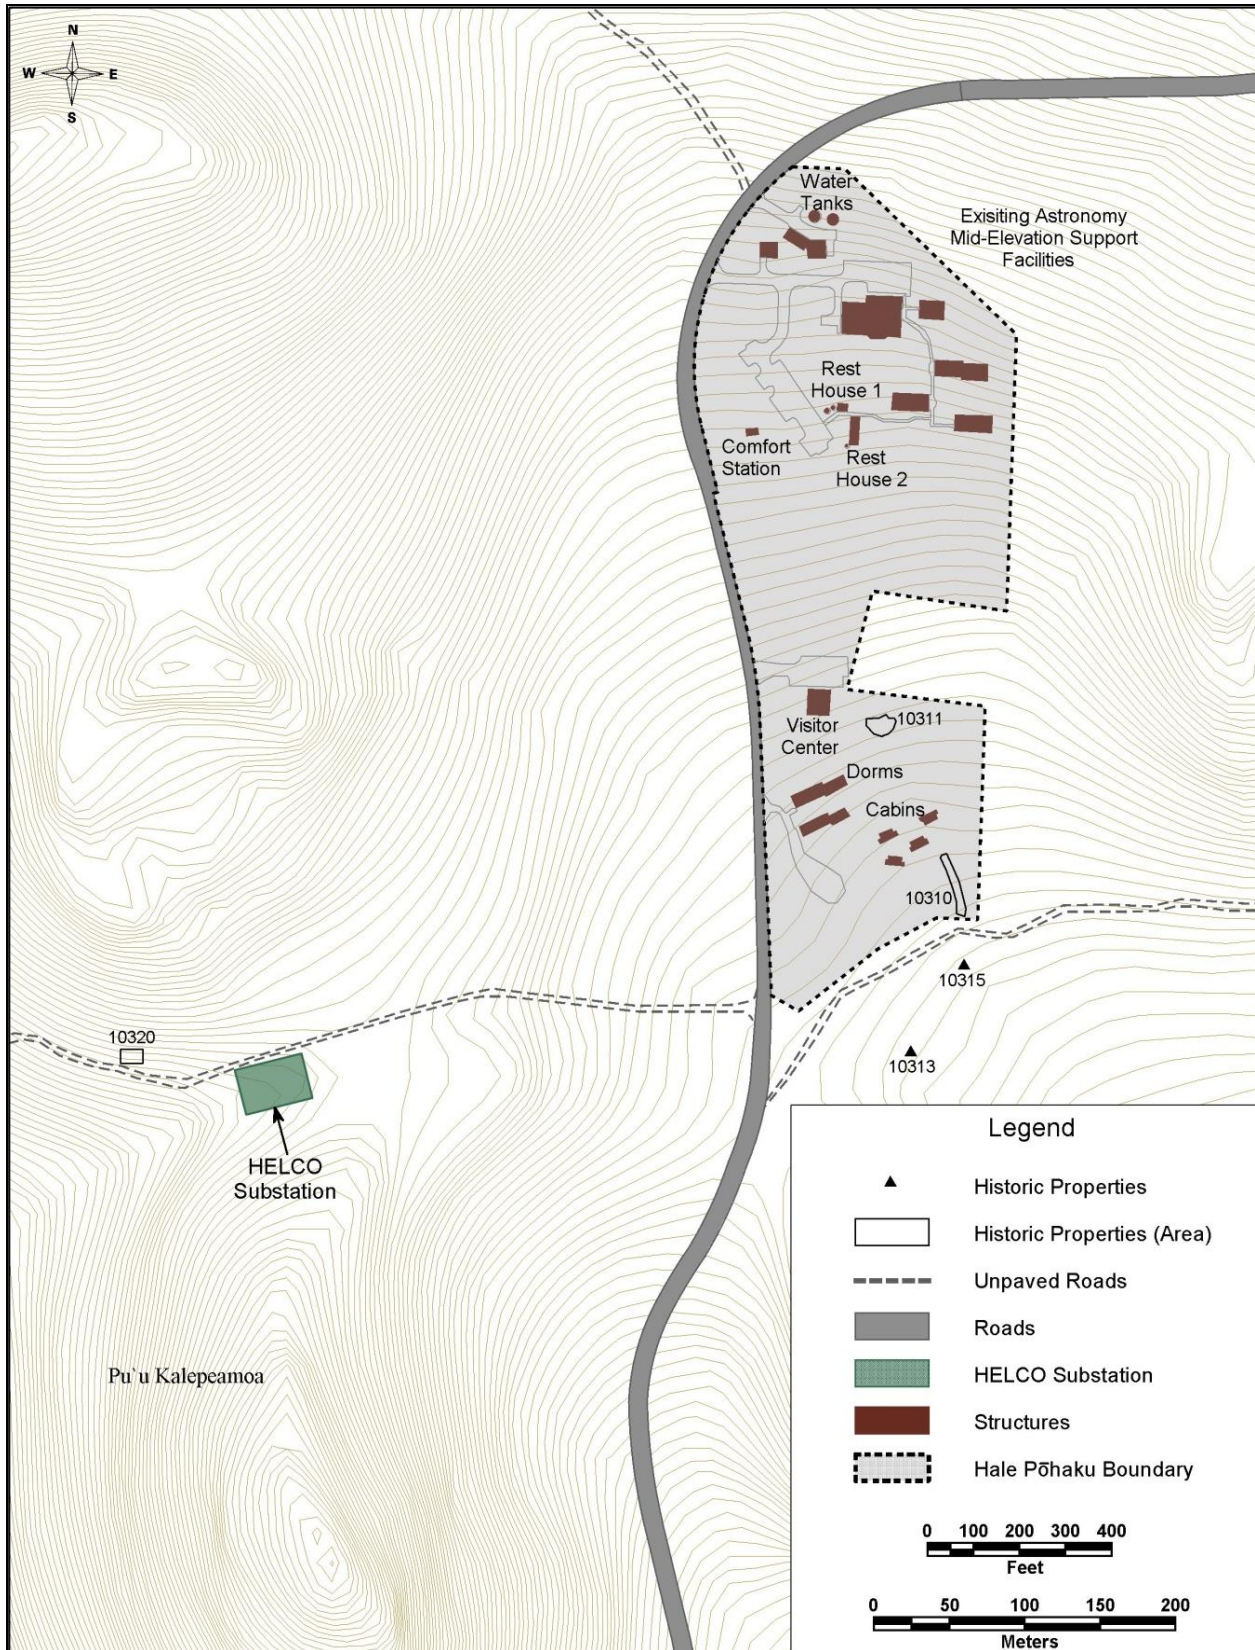 N
W E
S
Water
Tanks
Exisiting Astronomy
Mid-Elevation Support
Facilities
Rest
House 1
Comfort
Station
Rest
House 2
Visitor
Center
10311
Dorms
Cabins
10310
10315
10313
10320
HELCO
Substation
Pu`u Kalepeamoa
Legend
Historic Properties
Historic Properties (Area)
Unpaved Roads
Roads
HELCO Substation
Structures
Hale Pōhaku Boundary
0 100 200 300 400
Feet
0 50 100 150 200
Meters